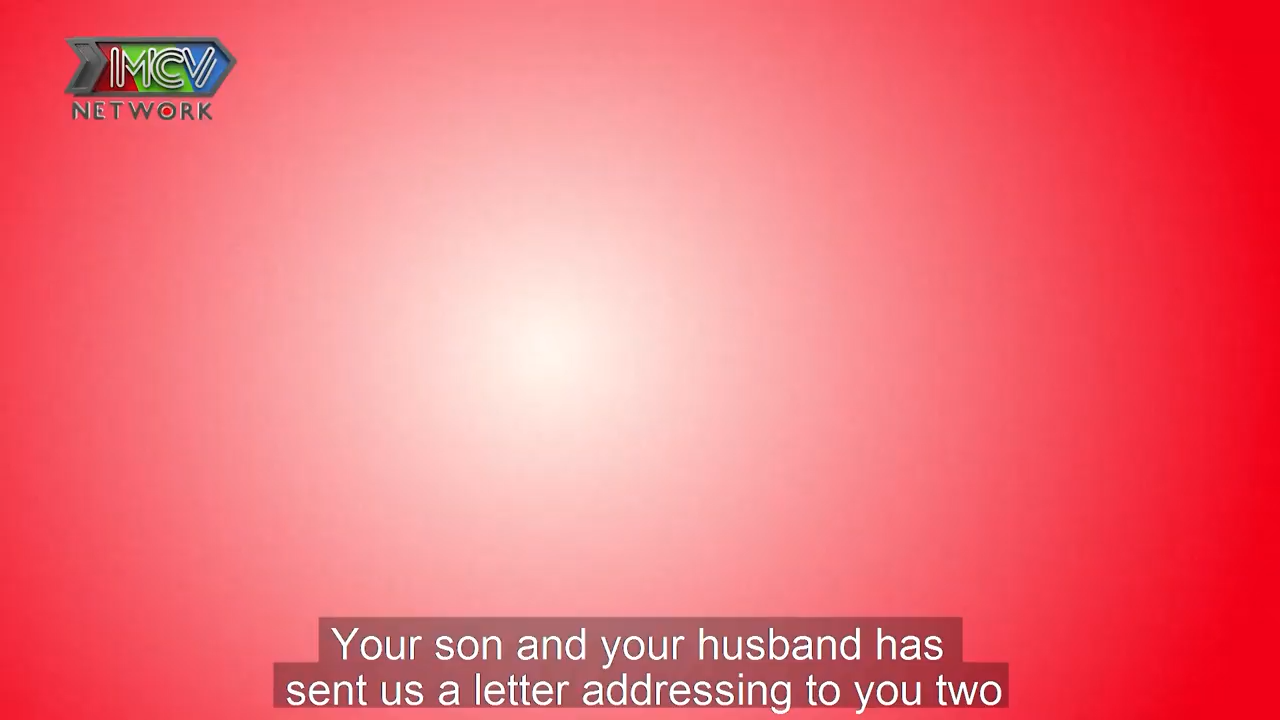 MCV
NETWORK
Your son and your husband has
sent us a letter addressing to you two